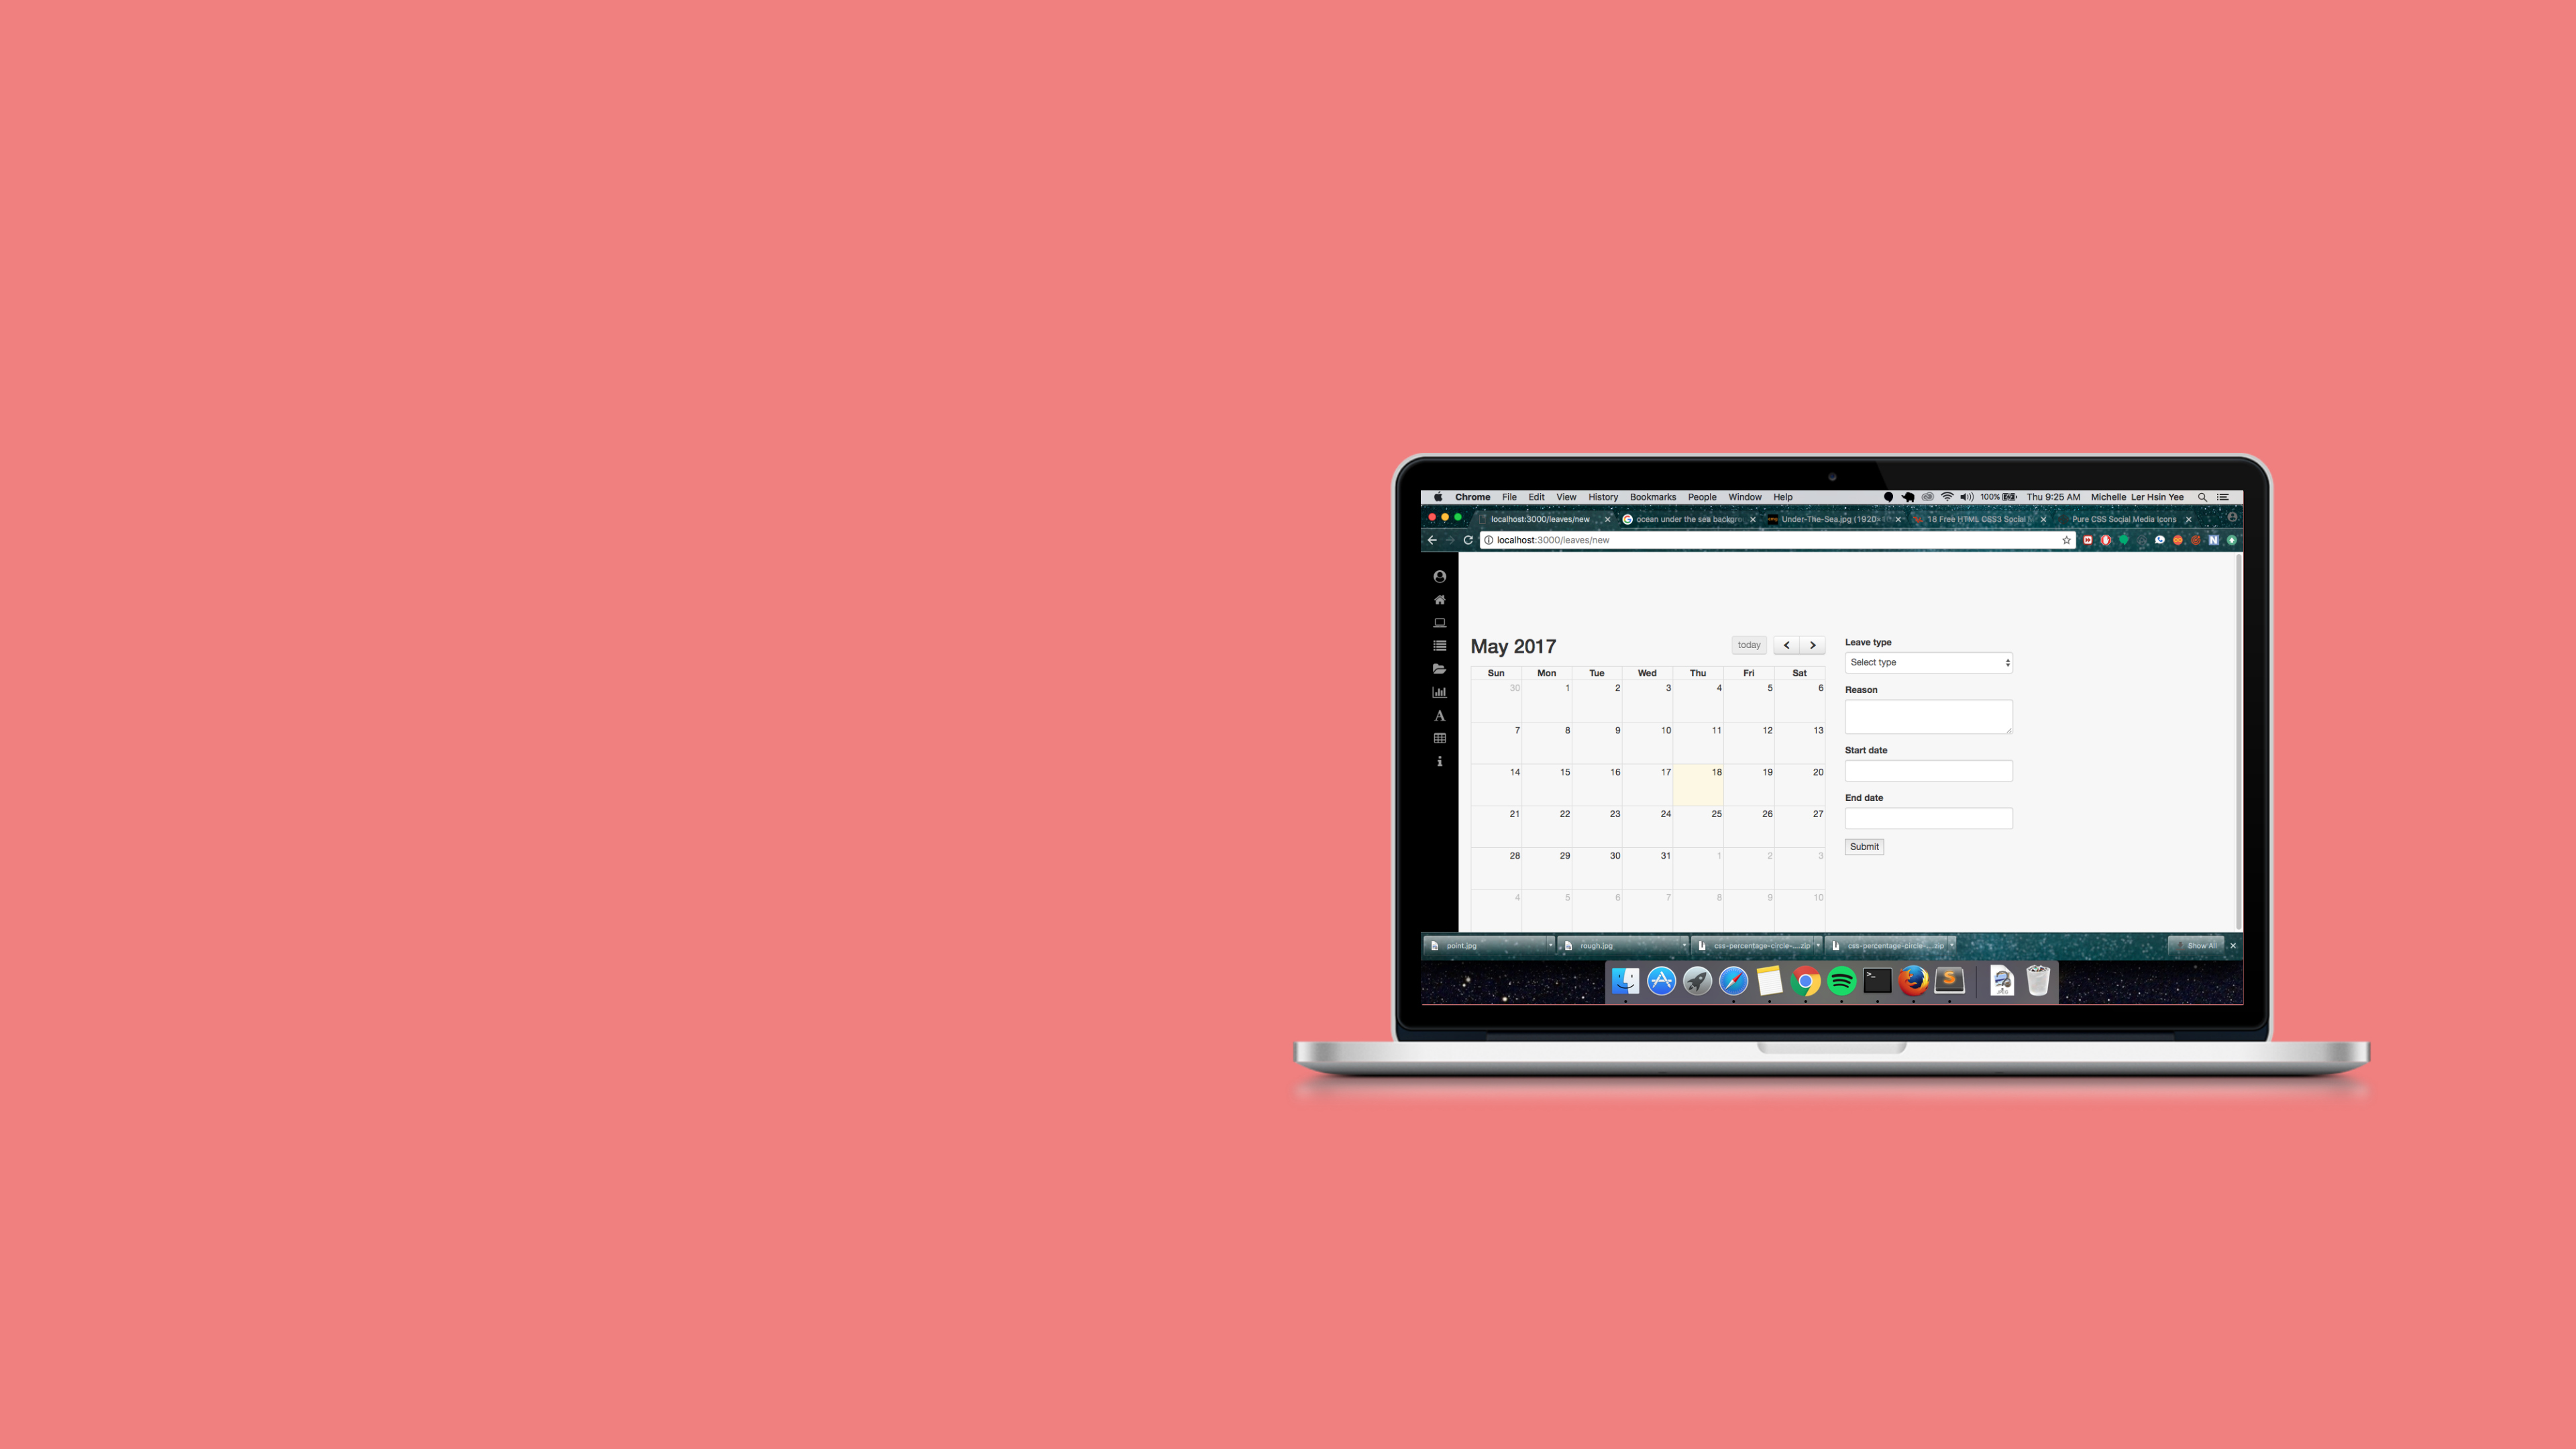 Chrome File Edit View History Bookmarks People Window Help 100% Thu 9:25 AM Michelle Ler Hsin Yee
localhost:3000/leaves/new ocean under the sea backgr Under-The-Sea.jpg (1920× 18 Free HTML CSS3 Social Pure CSS Social Media Icons
localhost:3000/leaves/new
May 2017
today
Sun Mon Tue Wed Thu Fri Sat
30 1 2 3 4 5 6
7 8 9 10 11 12 13
14 15 16 17 18 19 20
21 22 23 24 25 26 27
28 29 30 31 1 2 3
4 5 6 7 8 9 10
Leave type
Select type
Reason
Start date
End date
Submit
point.jpg rough.jpg css-percentage-circle-....zip css-percentage-circle-....zip Show All